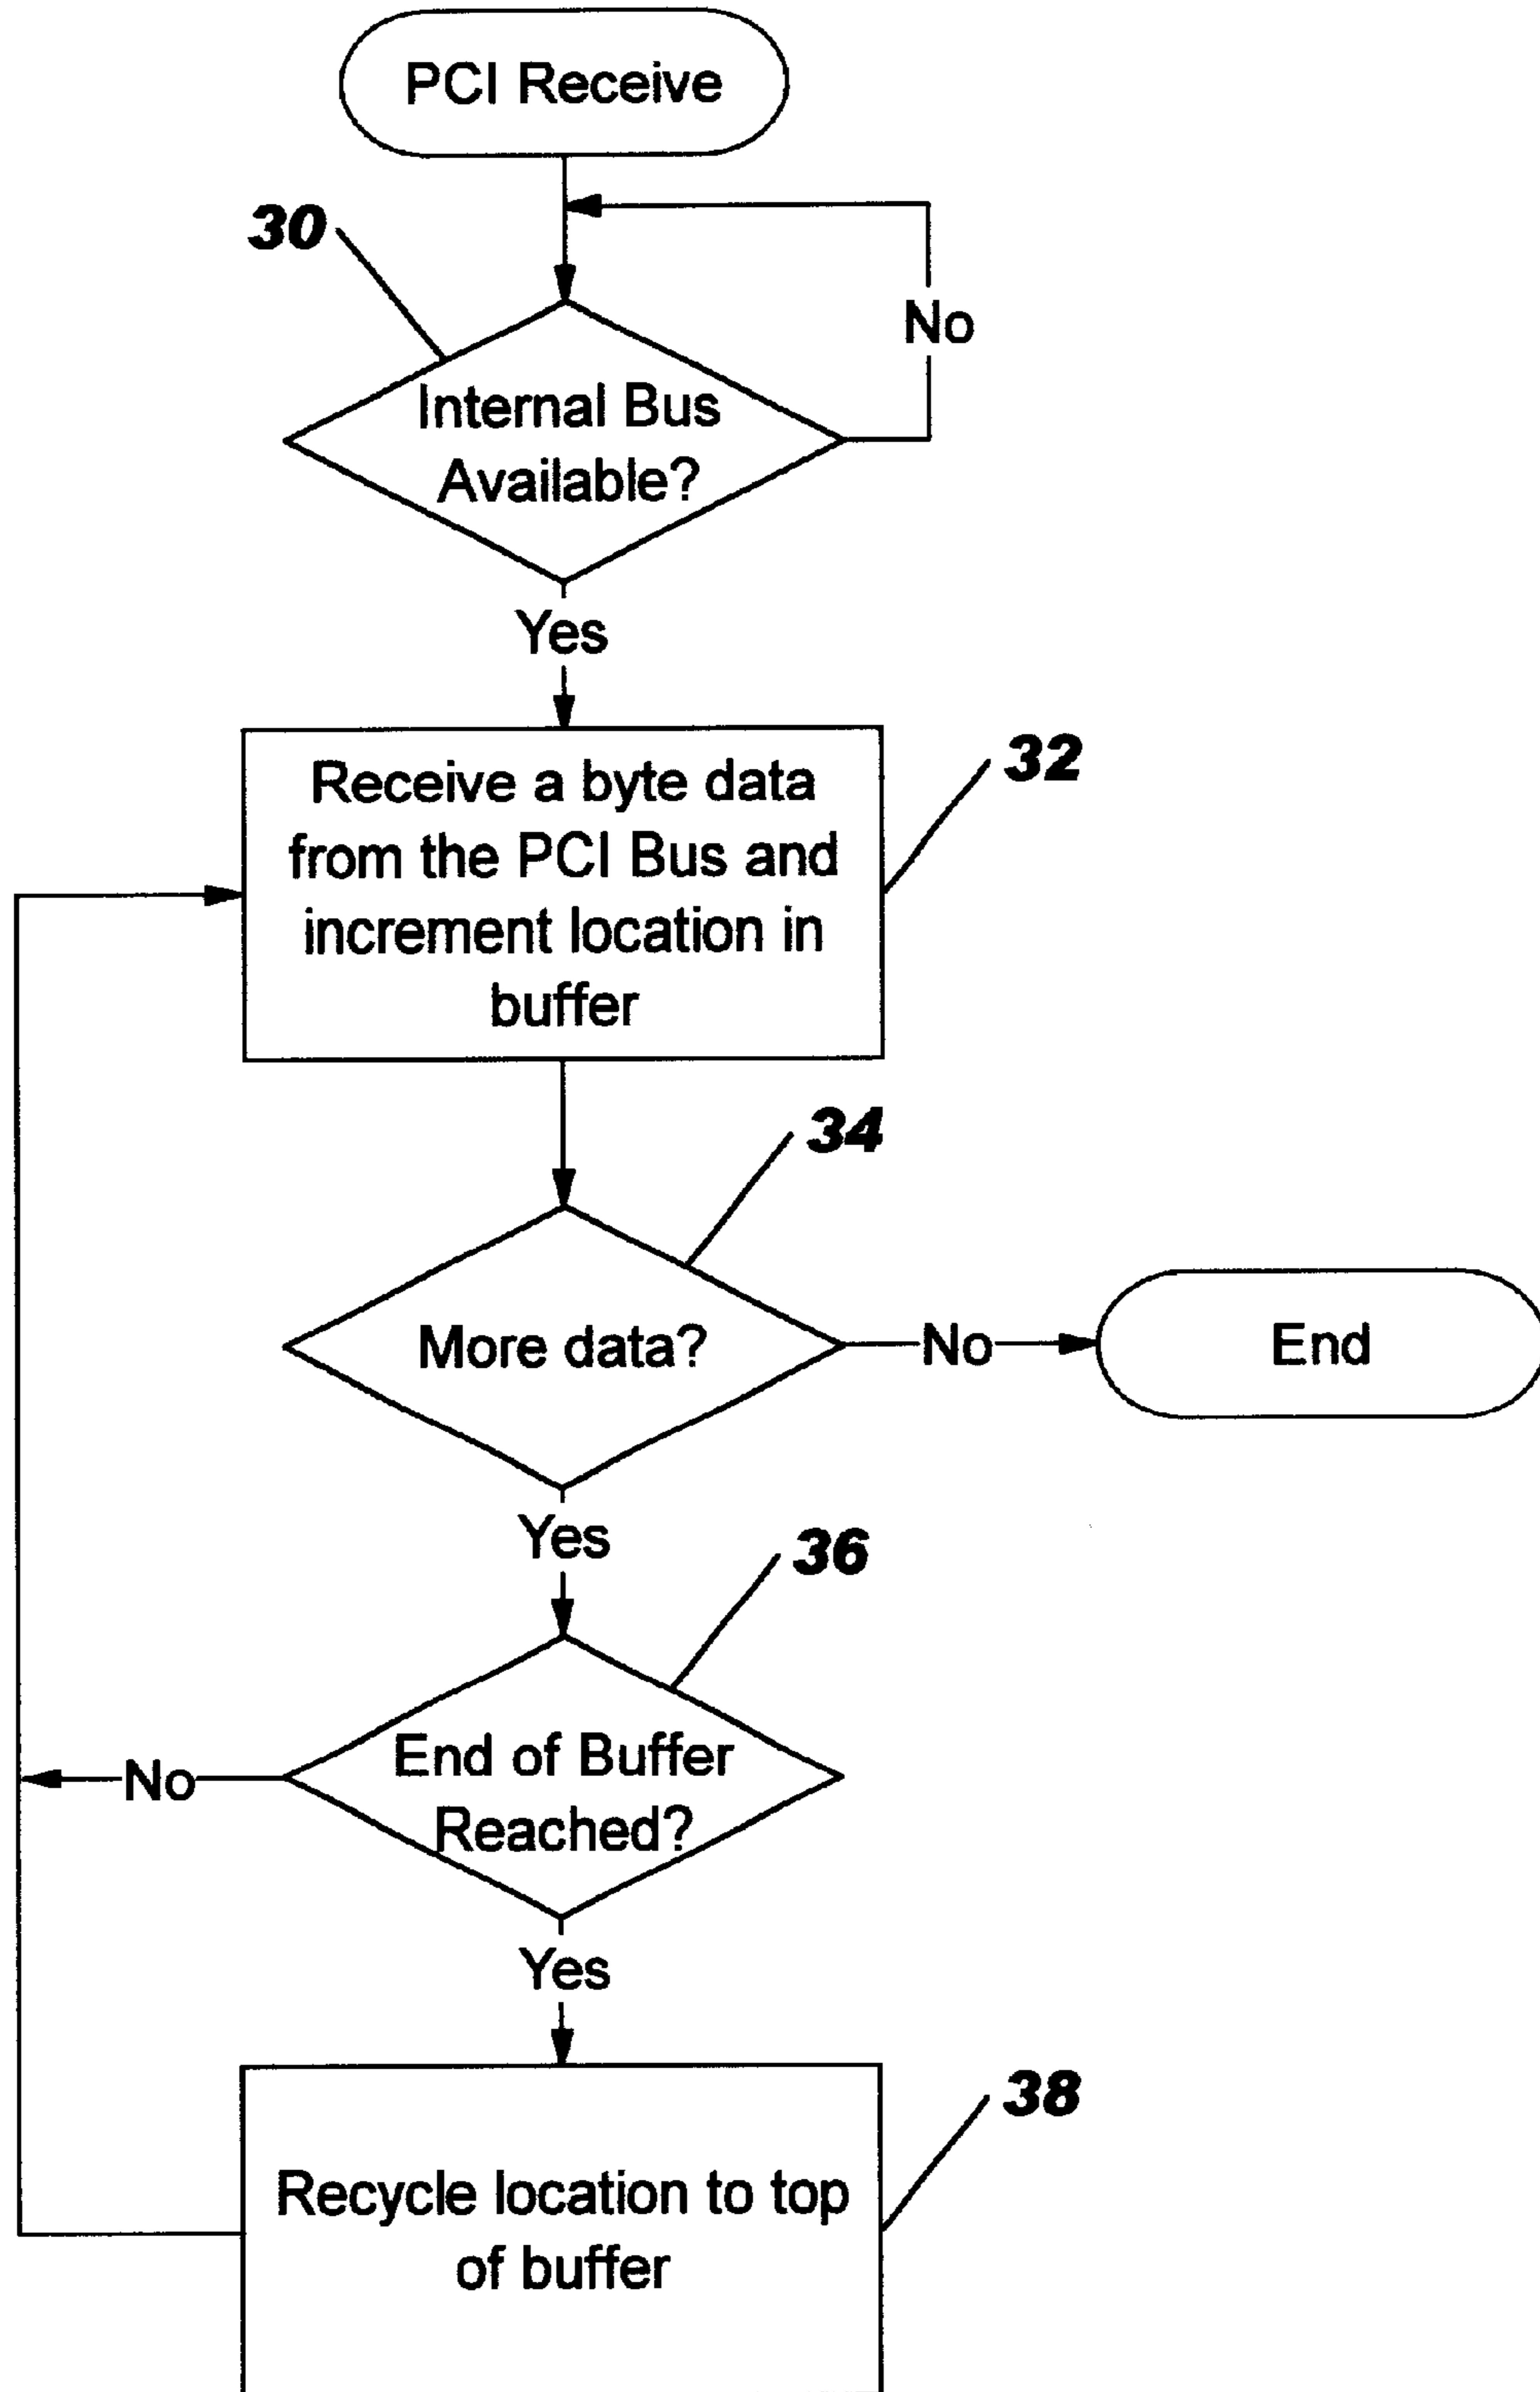 PCI Receive
30
No
Internal Bus
Available?
Yes
32
Receive a byte data
from the PCI Bus and
increment location in
buffer
34
More data?
No
End
Yes
36
End of Buffer
Reached?
No
Yes
38
Recycle location to top
of buffer